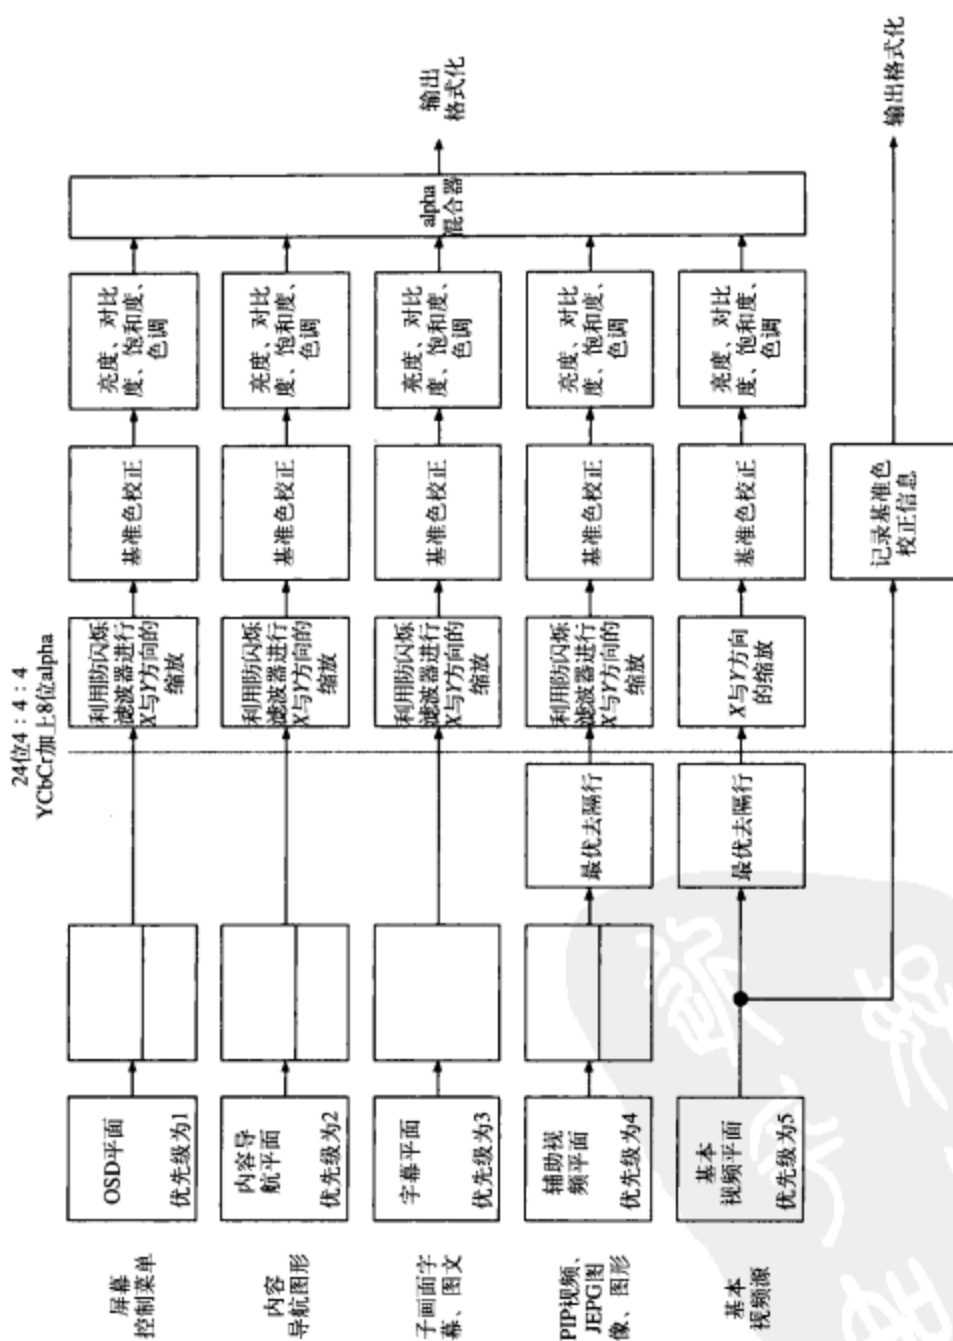 24位4：4：4
YCbCr加上8位alpha
屏幕
控制菜单
OSD平面
优先级为1
利用防闪烁
滤波器进行
X与Y方向的
缩放
基准色校正
亮度、对比
度、饱和度、
色调
内容
导航图形
内容导
航平面
优先级为2
利用防闪烁
滤波器进行
X与Y方向的
缩放
基准色校正
亮度、对比
度、饱和度、
色调
子画面字
幕、图文
字幕平面
优先级为3
利用防闪烁
滤波器进行
X与Y方向的
缩放
基准色校正
亮度、对比
度、饱和度、
色调
alpha
混合器
输出
格式化
PIP视频、
JEPG图
像、图形
辅助视
频平面
优先级为4
最优去隔行
利用防闪烁
滤波器进行
X与Y方向的
缩放
基准色校正
亮度、对比
度、饱和度、
色调
基本
视频源
基本
视频平面
优先级为5
最优去隔行
X与Y方向
的缩放
基准色校正
亮度、对比
度、饱和度、
色调
记录基准色
校正信息
输出格式化